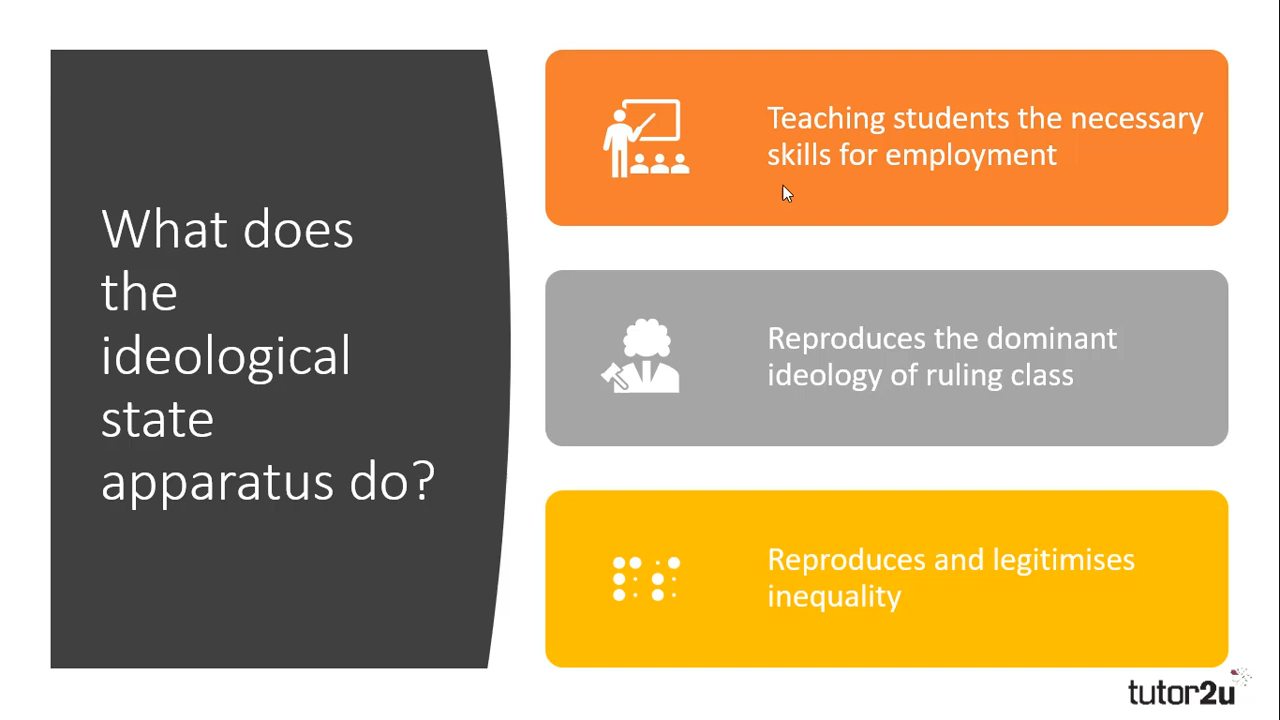 What does
the
ideological
state
apparatus do?
Teaching students the necessary
skills for employment
Reproduces the dominant
ideology of ruling class
Reproduces and legitimises
inequality
tutor2u